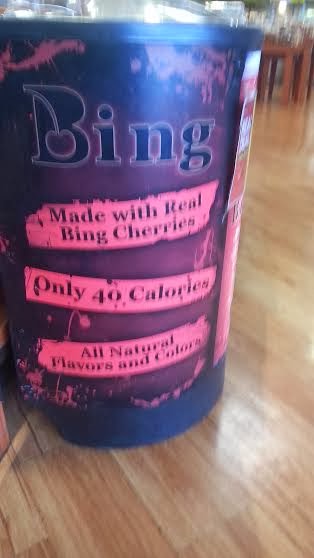 Bing
Made with Real
Bing Cherries
Only 40 Calories
All Natural
Flavors and Colors